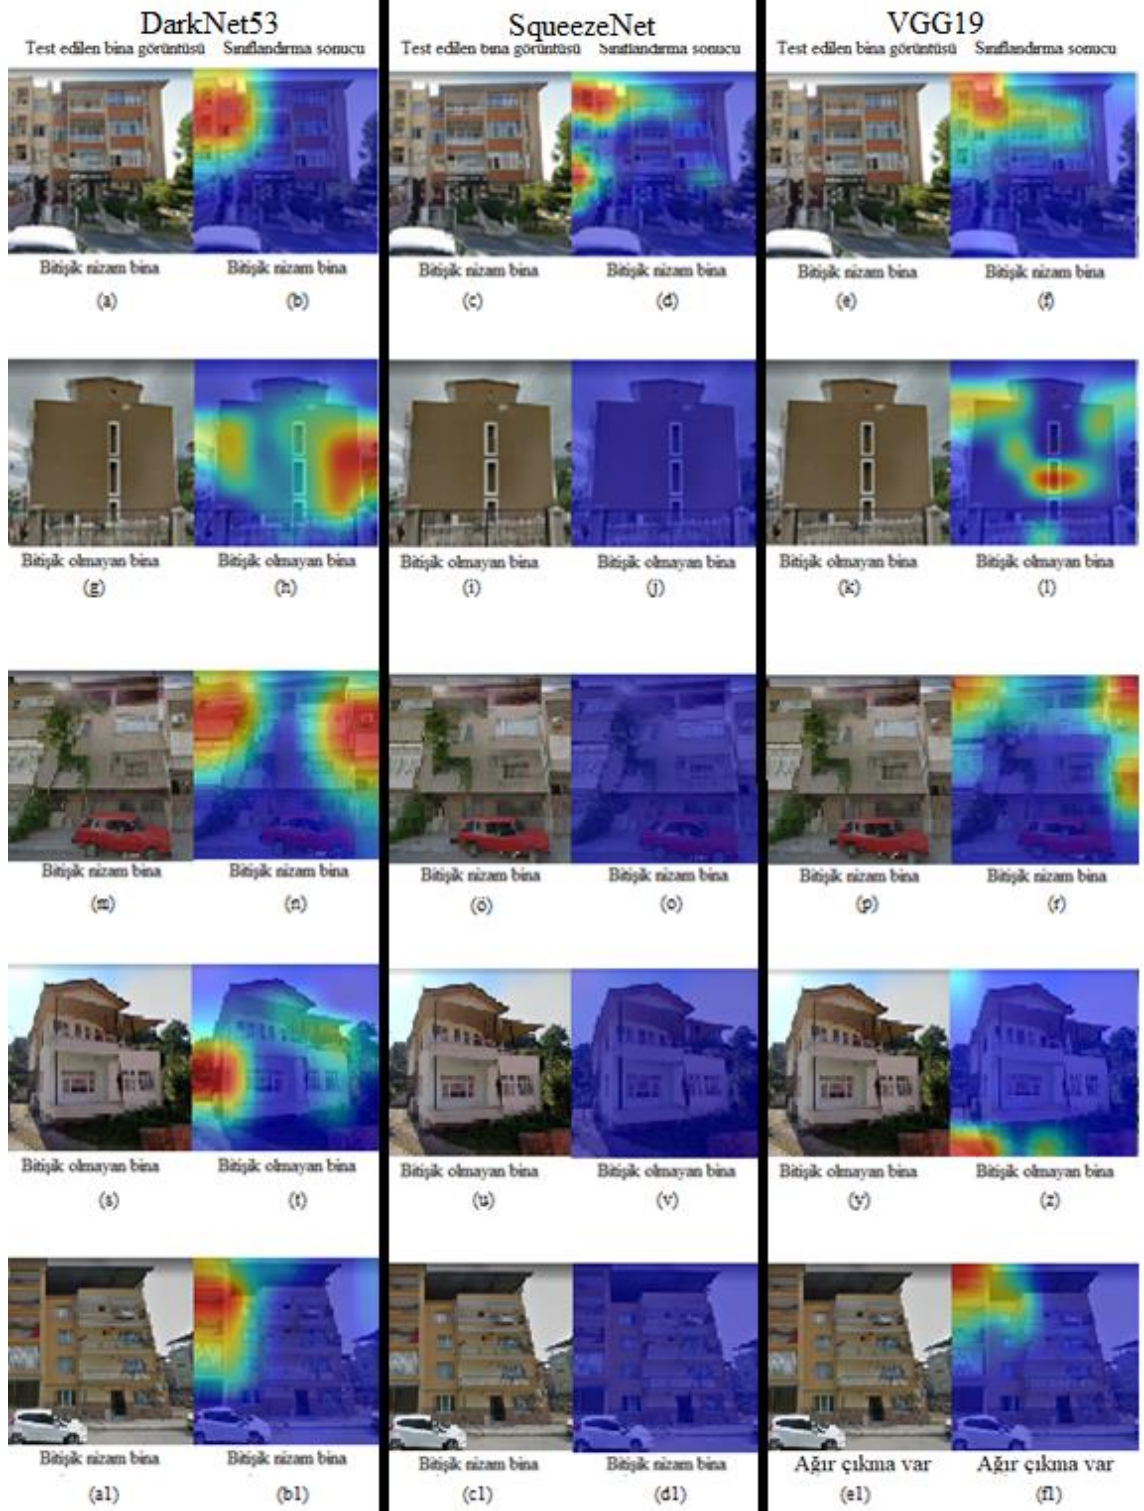 DarkNet53 SqueezeNet VGG19
Test edilen bina görüntüsü Sınıflandırma sonucu Test edilen bina görüntüsü Sınıflandırma sonucu Test edilen bina görüntüsü Sınıflandırma sonucu
Bitişik nizam bina Bitişik nizam bina Bitişik nizam bina Bitişik nizam bina Bitişik nizam bina Bitişik nizam bina
(a) (b) (c) (d) (e) (f)
Bitişik olmayan bina Bitişik olmayan bina Bitişik olmayan bina Bitişik olmayan bina Bitişik olmayan bina Bitişik olmayan bina
(g) (h) (i) (j) (k) (l)
Bitişik nizam bina Bitişik nizam bina Bitişik nizam bina Bitişik nizam bina Bitişik nizam bina Bitişik nizam bina
(m) (n) (ö) (o) (p) (r)
Bitişik olmayan bina Bitişik olmayan bina Bitişik olmayan bina Bitişik olmayan bina Bitişik olmayan bina Bitişik olmayan bina
(s) (t) (u) (v) (y) (z)
Bitişik nizam bina Bitişik nizam bina Bitişik nizam bina Bitişik nizam bina Ağır çıkma var Ağır çıkma var
(a1) (b1) (c1) (d1) (e1) (f1)